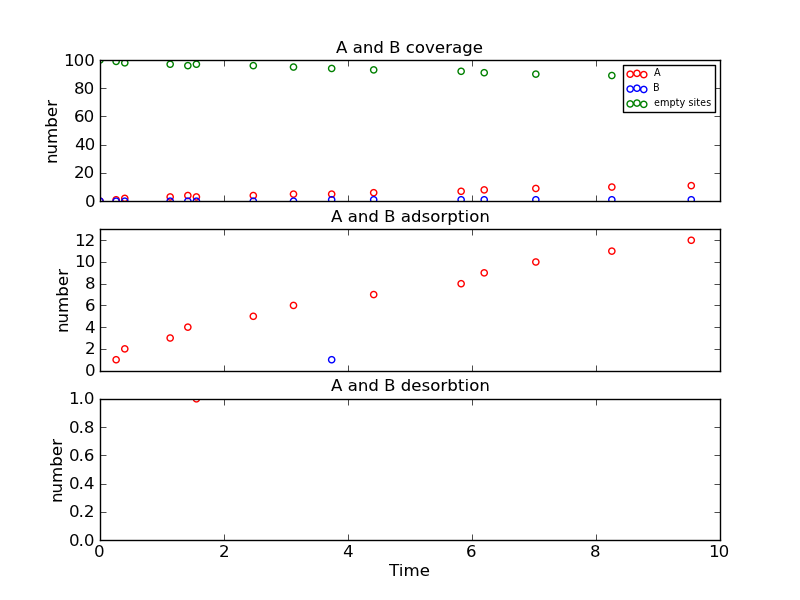 A and B coverage
100
80
60
40
20
0
number
A
B
empty sites
A and B adsorption
12
10
8
6
4
2
0
number
A and B desorbtion
1.0
0.8
0.6
0.4
0.2
0.0
number
0 2 4 6 8 10
Time